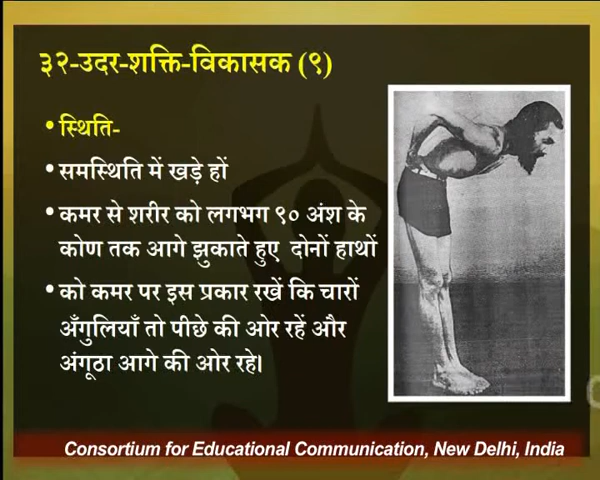 ३२-उदर-शक्ति-विकासक (९)
• स्थिति-
• समस्थिति में खड़े हों
• कमर से शरीर को लगभग ९० अंश के
कोण तक आगे झुकाते हुए दोनों हाथों
• को कमर पर इस प्रकार रखें कि चारों
अँगुलियाँ तो पीछे की ओर रहें और
अंगूठा आगे की ओर रहे।
Consortium for Educational Communication, New Delhi, India